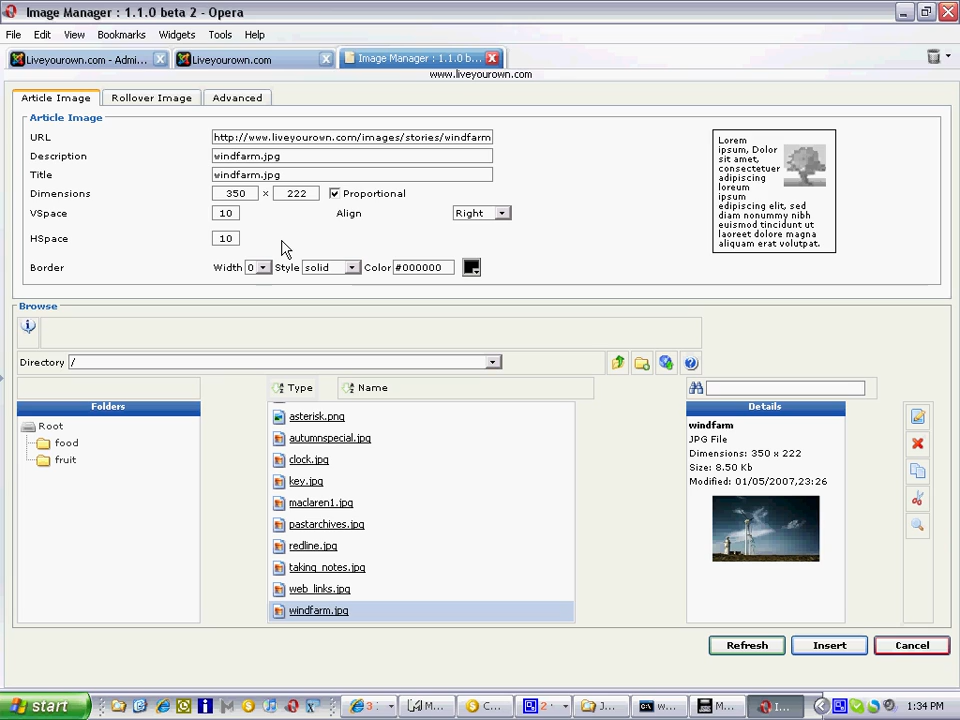 Image Manager : 1.1.0 beta 2 - Opera
File Edit View Bookmarks Widgets Tools Help
Liveyourown.com - Admi... Liveyourown.com Image Manager : 1.1.0 b...
www.liveyourown.com
Article Image Rollover Image Advanced
Article Image
URL http://www.liveyourown.com/images/stories/windfarm
Description windfarm.jpg
Title windfarm.jpg
Dimensions 350 x 222 Proportional
VSpace 10 Align Right
HSpace 10
Border Width 0 Style solid Color #000000
Lorem
ipsum, Dolor
sit amet,
consectetuer
adipiscing
loreum
ipsum
edipiscing elit, sed
diam nonummy nibh
euismod tincidunt ut
laoreet dolore magna
aliquam erat volutpat.
Browse
Directory /
Type Name
Folders
Root
food
fruit
asterisk.png
autumnspecial.jpg
clock.jpg
key.jpg
maclaren1.jpg
pastarchives.jpg
redline.jpg
taking_notes.jpg
web_links.jpg
windfarm.jpg
Details
windfarm
JPG File
Dimensions: 350 x 222
Size: 8.50 Kb
Modified: 01/05/2007,23:26
Refresh Insert Cancel
start 3 M... C... 2 J... w... M... I... 1:34 PM